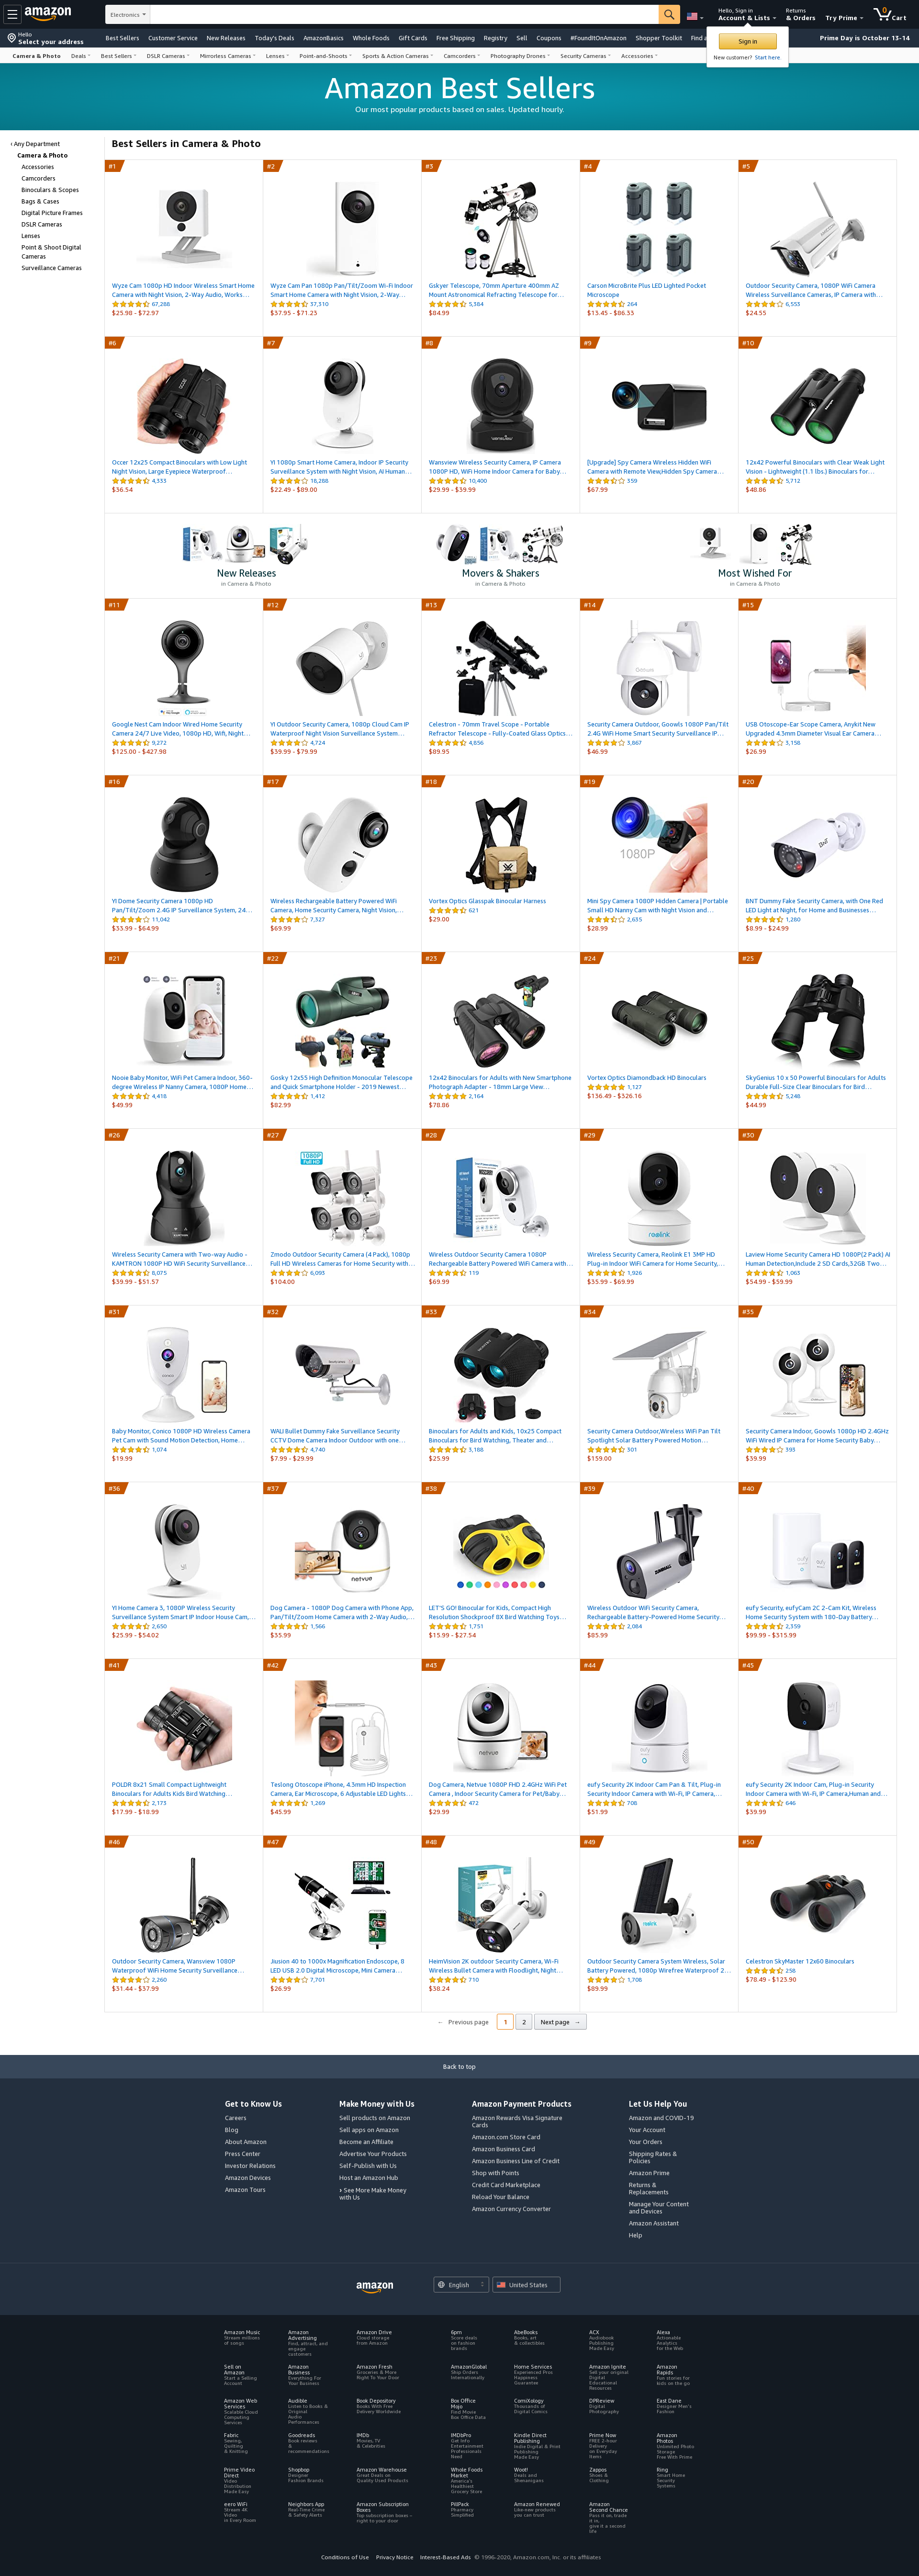 amazon
Electronics
Hello, Sign in
Account & Lists
Returns
& Orders
Try Prime
0
Cart
Hello
Select your address
Best Sellers
Customer Service
New Releases
Today's Deals
AmazonBasics
Whole Foods
Gift Cards
Free Shipping
Registry
Sell
Coupons
#FoundItOnAmazon
Shopper Toolkit
Prime Day is October 13-14
Sign in
New customer? Start here.
Camera & Photo
Deals
Best Sellers
DSLR Cameras
Mirrorless Cameras
Lenses
Point-and-Shoots
Sports & Action Cameras
Camcorders
Photography Drones
Security Cameras
Accessories
Amazon Best Sellers
Our most popular products based on sales. Updated hourly.
‹ Any Department
Camera & Photo
Accessories
Camcorders
Binoculars & Scopes
Bags & Cases
Digital Picture Frames
DSLR Cameras
Lenses
Point & Shoot Digital
Cameras
Surveillance Cameras
Best Sellers in Camera & Photo
#1
Wyze Cam 1080p HD Indoor Wireless Smart Home
Camera with Night Vision, 2-Way Audio, Works…
67,288
$25.98 - $72.97
#2
Wyze Cam Pan 1080p Pan/Tilt/Zoom Wi-Fi Indoor
Smart Home Camera with Night Vision, 2-Way…
37,310
$37.95 - $71.23
#3
Gskyer Telescope, 70mm Aperture 400mm AZ
Mount Astronomical Refracting Telescope for…
5,384
$84.99
#4
Carson MicroBrite Plus LED Lighted Pocket
Microscope
264
$13.45 - $86.33
#5
Outdoor Security Camera, 1080P WiFi Camera
Wireless Surveillance Cameras, IP Camera with…
6,553
$24.55
#6
Occer 12x25 Compact Binoculars with Low Light
Night Vision, Large Eyepiece Waterproof…
4,333
$36.54
#7
YI 1080p Smart Home Camera, Indoor IP Security
Surveillance System with Night Vision, AI Human…
18,288
$22.49 - $89.00
#8
Wansview Wireless Security Camera, IP Camera
1080P HD, WiFi Home Indoor Camera for Baby…
10,400
$29.99 - $39.99
#9
[Upgrade] Spy Camera Wireless Hidden WiFi
Camera with Remote View,Hidden Spy Camera…
359
$67.99
#10
12x42 Powerful Binoculars with Clear Weak Light
Vision - Lightweight (1.1 lbs.) Binoculars for…
5,712
$48.86
New Releases
in Camera & Photo
Movers & Shakers
in Camera & Photo
Most Wished For
in Camera & Photo
#11
Google Nest Cam Indoor Wired Home Security
Camera 24/7 Live Video, 1080p HD, Wifi, Night…
9,272
$125.00 - $427.98
#12
YI Outdoor Security Camera, 1080p Cloud Cam IP
Waterproof Night Vision Surveillance System…
4,724
$39.99 - $79.99
#13
Celestron - 70mm Travel Scope - Portable
Refractor Telescope - Fully-Coated Glass Optics…
4,656
$89.95
#14
Security Camera Outdoor, Goowls 1080P Pan/Tilt
2.4G WiFi Home Smart Security Surveillance IP…
3,867
$46.99
#15
USB Otoscope-Ear Scope Camera, Anykit New
Upgraded 4.3mm Diameter Visual Ear Camera…
3,158
$26.99
#16
YI Dome Security Camera 1080p HD
Pan/Tilt/Zoom 2.4G IP Surveillance System, 24…
11,042
$33.99 - $64.99
#17
Wireless Rechargeable Battery Powered WiFi
Camera, Home Security Camera, Night Vision,…
7,327
$69.99
#18
Vortex Optics Glasspak Binocular Harness
621
$29.00
#19
1080P
Mini Spy Camera 1080P Hidden Camera | Portable
Small HD Nanny Cam with Night Vision and…
2,635
$28.99
#20
BNT Dummy Fake Security Camera, with One Red
LED Light at Night, for Home and Businesses…
1,280
$8.99 - $24.99
#21
Nooie Baby Monitor, WiFi Pet Camera Indoor, 360-
degree Wireless IP Nanny Camera, 1080P Home…
4,418
$49.99
#22
Gosky 12x55 High Definition Monocular Telescope
and Quick Smartphone Holder - 2019 Newest…
1,412
$82.99
#23
12x42 Binoculars for Adults with New Smartphone
Photograph Adapter - 18mm Large View…
2,164
$78.86
#24
Vortex Optics Diamondback HD Binoculars
1,127
$136.49 - $326.16
#25
SkyGenius 10 x 50 Powerful Binoculars for Adults
Durable Full-Size Clear Binoculars for Bird…
5,248
$44.99
#26
Wireless Security Camera with Two-way Audio -
KAMTRON 1080P HD WiFi Security Surveillance…
6,075
$39.99 - $51.57
#27
1080P
Full HD
Zmodo Outdoor Security Camera (4 Pack), 1080p
Full HD Wireless Cameras for Home Security with…
6,093
$104.00
#28
Wireless Outdoor Security Camera 1080P
Rechargeable Battery Powered WiFi Camera with…
119
$69.99
#29
reolink
Wireless Security Camera, Reolink E1 3MP HD
Plug-in Indoor WiFi Camera for Home Security,…
1,926
$35.99 - $69.99
#30
Laview Home Security Camera HD 1080P(2 Pack) AI
Human Detection,Include 2 SD Cards,32GB Two…
1,063
$54.99 - $59.99
#31
Baby Monitor, Conico 1080P HD Wireless Camera
Pet Cam with Sound Motion Detection, Home…
1,074
$19.99
#32
WALI Bullet Dummy Fake Surveillance Security
CCTV Dome Camera Indoor Outdoor with one…
4,740
$7.99 - $29.99
#33
Binoculars for Adults and Kids, 10x25 Compact
Binoculars for Bird Watching, Theater and…
3,188
$25.99
#34
Security Camera Outdoor,Wireless WiFi Pan Tilt
Spotlight Solar Battery Powered Motion…
301
$159.00
#35
Security Camera Indoor, Goowls 1080p HD 2.4GHz
WiFi Wired IP Camera for Home Security Baby…
393
$39.99
#36
YI Home Camera 3, 1080P Wireless Security
Surveillance System Smart IP Indoor House Cam,…
2,650
$25.99 - $54.02
#37
netvue
Dog Camera - 1080P Dog Camera with Phone App,
Pan/Tilt/Zoom Home Camera with 2-Way Audio,…
1,566
$35.99
#38
LET'S GO! Binocular for Kids, Compact High
Resolution Shockproof 8X Bird Watching Toys…
1,751
$15.99 - $27.54
#39
Wireless Outdoor WiFi Security Camera,
Rechargeable Battery-Powered Home Security…
2,084
$85.99
#40
eufy Security, eufyCam 2C 2-Cam Kit, Wireless
Home Security System with 180-Day Battery…
2,359
$99.99 - $315.99
#41
POLDR 8x21 Small Compact Lightweight
Binoculars for Adults Kids Bird Watching…
2,173
$17.99 - $18.99
#42
Teslong Otoscope iPhone, 4.3mm HD Inspection
Camera, Ear Microscope, 6 Adjustable LED Lights…
1,269
$45.99
#43
netvue
Dog Camera, Netvue 1080P FHD 2.4GHz WiFi Pet
Camera , Indoor Security Camera for Pet/Baby…
472
$29.99
#44
eufy Security 2K Indoor Cam Pan & Tilt, Plug-in
Security Indoor Camera with Wi-Fi, IP Camera,…
708
$51.99
#45
eufy Security 2K Indoor Cam, Plug-in Security
Indoor Camera with Wi-Fi, IP Camera,Human and…
646
$39.99
#46
Outdoor Security Camera, Wansview 1080P
Waterproof WiFi Home Security Surveillance…
2,260
$31.44 - $37.99
#47
Jiusion 40 to 1000x Magnification Endoscope, 8
LED USB 2.0 Digital Microscope, Mini Camera…
7,701
$26.99
#48
HeimVision 2K outdoor Security Camera, Wi-Fi
Wireless Bullet Camera with Floodlight, Night…
710
$38.24
#49
reolink
Outdoor Security Camera System Wireless, Solar
Battery Powered, 1080p Wirefree Waterproof 2…
1,708
$89.99
#50
Celestron SkyMaster 12x60 Binoculars
258
$78.49 - $123.90
← Previous page
1
2
Next page →
Back to top
Get to Know Us
Careers
Blog
About Amazon
Press Center
Investor Relations
Amazon Devices
Amazon Tours
Make Money with Us
Sell products on Amazon
Sell apps on Amazon
Become an Affiliate
Advertise Your Products
Self-Publish with Us
Host an Amazon Hub
› See More Make Money
with Us
Amazon Payment Products
Amazon Rewards Visa Signature
Cards
Amazon.com Store Card
Amazon Business Card
Amazon Business Line of Credit
Shop with Points
Credit Card Marketplace
Reload Your Balance
Amazon Currency Converter
Let Us Help You
Amazon and COVID-19
Your Account
Your Orders
Shipping Rates &
Policies
Amazon Prime
Returns &
Replacements
Manage Your Content
and Devices
Amazon Assistant
Help
amazon
English
United States
Amazon Music
Stream millions
of songs
Amazon
Advertising
Find, attract, and
engage
customers
Amazon Drive
Cloud storage
from Amazon
6pm
Score deals
on fashion
brands
AbeBooks
Books, art
& collectibles
ACX
Audiobook
Publishing
Made Easy
Alexa
Actionable
Analytics
for the Web
Sell on
Amazon
Start a Selling
Account
Amazon
Business
Everything For
Your Business
Amazon Fresh
Groceries & More
Right To Your Door
AmazonGlobal
Ship Orders
Internationally
Home Services
Experienced Pros
Happiness
Guarantee
Amazon Ignite
Sell your original
Digital
Educational
Resources
Amazon
Rapids
Fun stories for
kids on the go
Amazon Web
Services
Scalable Cloud
Computing
Services
Audible
Listen to Books &
Original
Audio
Performances
Book Depository
Books With Free
Delivery Worldwide
Box Office
Mojo
Find Movie
Box Office Data
ComiXology
Thousands of
Digital Comics
DPReview
Digital
Photography
East Dane
Designer Men's
Fashion
Fabric
Sewing,
Quilting
& Knitting
Goodreads
Book reviews
&
recommendations
IMDb
Movies, TV
& Celebrities
IMDbPro
Get Info
Entertainment
Professionals
Need
Kindle Direct
Publishing
Indie Digital & Print
Publishing
Made Easy
Prime Now
FREE 2-hour
Delivery
on Everyday
Items
Amazon
Photos
Unlimited Photo
Storage
Free With Prime
Prime Video
Direct
Video
Distribution
Made Easy
Shopbop
Designer
Fashion Brands
Amazon Warehouse
Great Deals on
Quality Used Products
Whole Foods
Market
America's
Healthiest
Grocery Store
Woot!
Deals and
Shenanigans
Zappos
Shoes &
Clothing
Ring
Smart Home
Security
Systems
eero WiFi
Stream 4K
Video
in Every Room
Neighbors App
Real-Time Crime
& Safety Alerts
Amazon Subscription
Boxes
Top subscription boxes –
right to your door
PillPack
Pharmacy
Simplified
Amazon Renewed
Like-new products
you can trust
Amazon
Second Chance
Pass it on, trade
it in,
give it a second
life
Conditions of Use
Privacy Notice
Interest-Based Ads
© 1996-2020, Amazon.com, Inc. or its affiliates